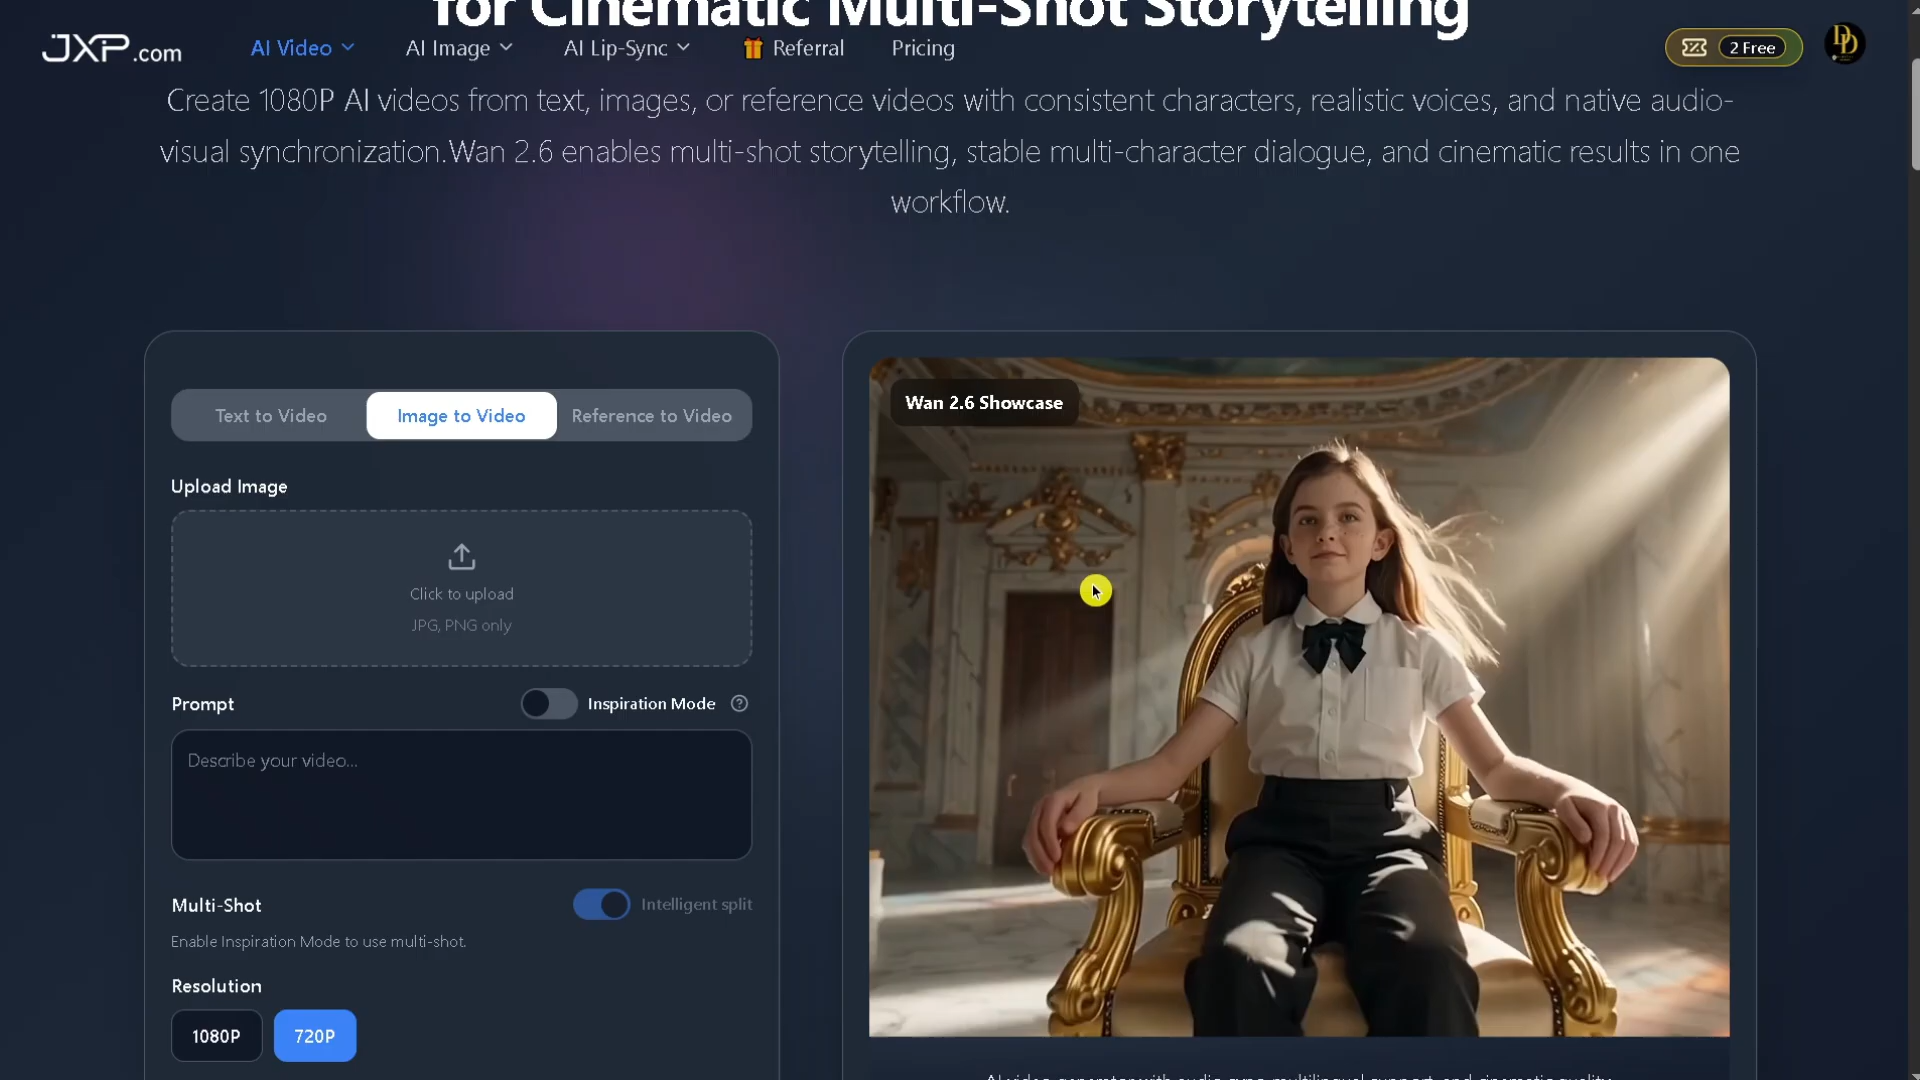 for Cinematic Multi-Shot Storytelling
JXP.com
AI Video
AI Image
AI Lip-Sync
Referral
Pricing
2 Free
Create 1080P AI videos from text, images, or reference videos with consistent characters, realistic voices, and native audio-
visual synchronization.Wan 2.6 enables multi-shot storytelling, stable multi-character dialogue, and cinematic results in one
workflow.
Text to Video
Image to Video
Reference to Video
Upload Image
Click to upload
JPG, PNG only
Prompt
Inspiration Mode
Describe your video...
Multi-Shot
Intelligent split
Enable Inspiration Mode to use multi-shot.
Resolution
1080P
720P
Wan 2.6 Showcase